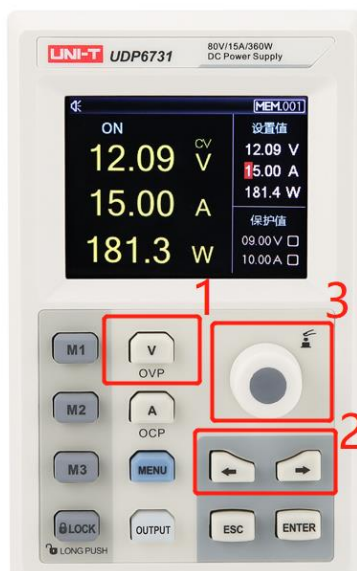 UNI-T UDP6731
80V/15A/360W
DC Power Supply
MEM.001
ON
设置值
12.09 V
CV
12.09 V
15.00 A
15.00 A
181.4 W
181.3 W
保护值
09.00 V
10.00 A
1
3
M1
V
OVP
M2
A
OCP
2
M3
MENU
LOCK
OUTPUT
ESC
ENTER
LONG PUSH